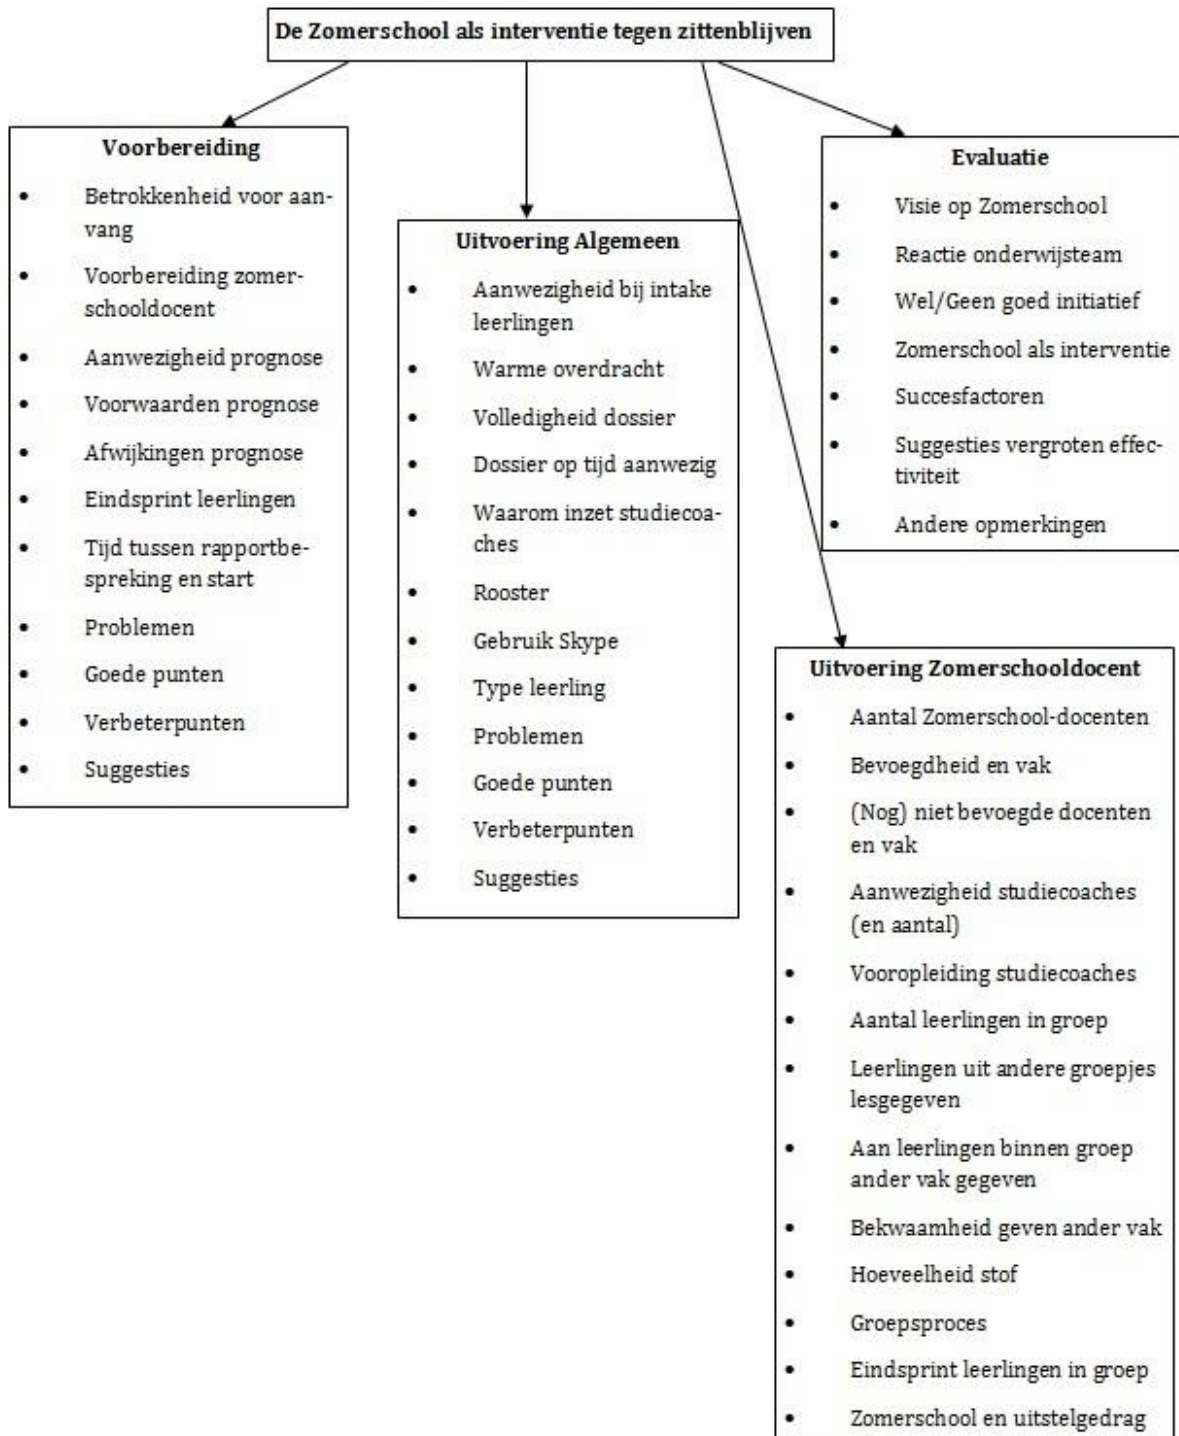 De Zomerschool als interventie tegen zittenblijven
Voorbereiding
• Betrokkenheid voor aan-
vang
• Voorbereiding zomer-
schooldocent
• Aanwezigheid prognose
• Voorwaarden prognose
• Afwijkingen prognose
• Eindsprint leerlingen
• Tijd tussen rapportbe-
spreking en start
• Problemen
• Goede punten
• Verbeterpunten
• Suggesties
Uitvoering Algemeen
• Aanwezigheid bij intake
leerlingen
• Warme overdracht
• Volledigheid dossier
• Dossier op tijd aanwezig
• Waarom inzet studiecoa-
ches
• Rooster
• Gebruik Skype
• Type leerling
• Problemen
• Goede punten
• Verbeterpunten
• Suggesties
Evaluatie
• Visie op Zomerschool
• Reactie onderwijsteam
• Wel/Geen goed initiatief
• Zomerschool als interventie
• Succesfactoren
• Suggesties vergroten effec-
tiviteit
• Andere opmerkingen
Uitvoering Zomerschooldocent
• Aantal Zomerschool-docenten
• Bevoegdheid en vak
• (Nog) niet bevoegde docenten
en vak
• Aanwezigheid studiecoaches
(en aantal)
• Vooropleiding studiecoaches
• Aantal leerlingen in groep
• Leerlingen uit andere groepjes
lesgegeven
• Aan leerlingen binnen groep
ander vak gegeven
• Bekwaamheid geven ander vak
• Hoeveelheid stof
• Groepsproces
• Eindsprint leerlingen in groep
• Zomerschool en uitstelgedrag